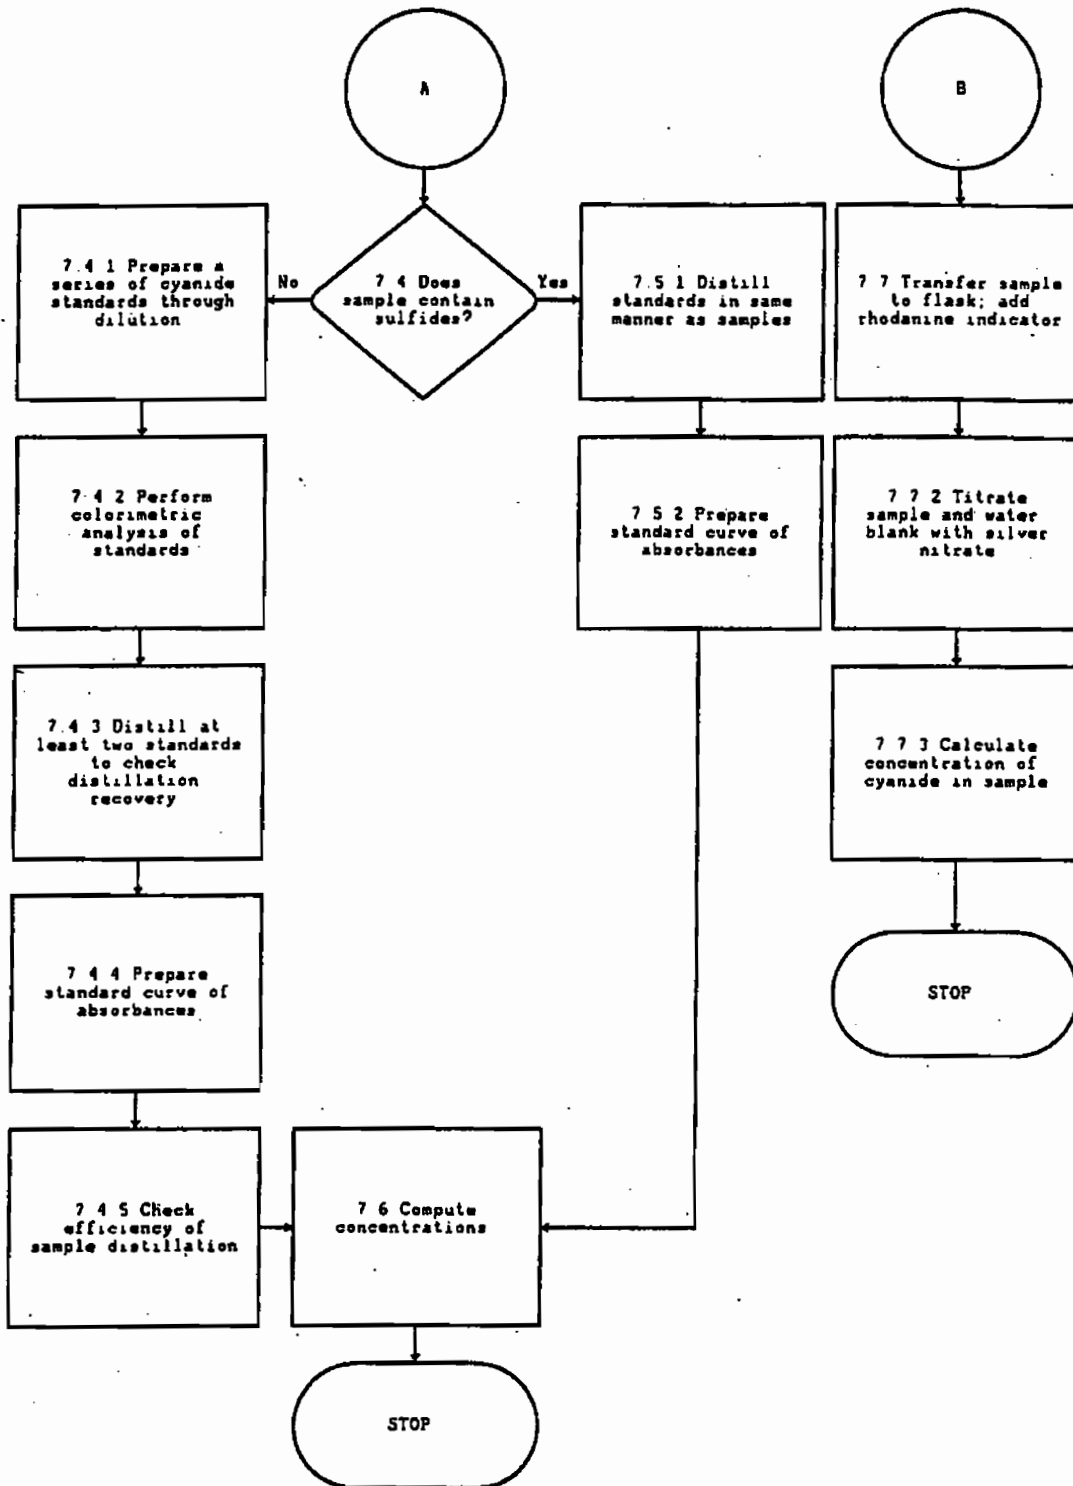 A
B
7.4 1 Prepare a
series of cyanide
standards through
dilution
No
7 4 Does
sample contain
sulfides?
Yes
7.5 1 Distill
standards in same
manner as samples
7 7 Transfer sample
to flask; add
rhodanine indicator
7 4 2 Perform
colorimetric
analysis of
standards
7 5 2 Prepare
standard curve of
absorbances
7 7 2 Titrate
sample and water
blank with silver
nitrate
7.4 3 Distill at
least two standards
to check
distillation
recovery
7 7 3 Calculate
concentration of
cyanide in sample
7 4 4 Prepare
standard curve of
absorbances
STOP
7 4 5 Check
efficiency of
sample distillation
7 6 Compute
concentrations
STOP